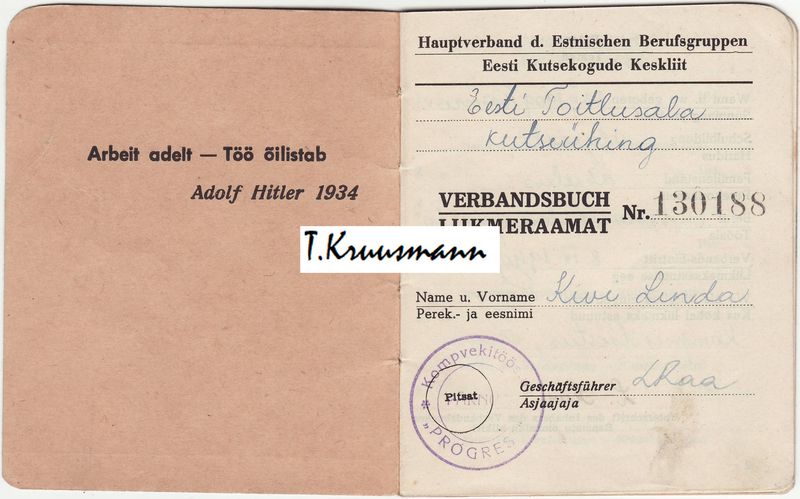 Arbeit adelt — Töö õilistab
Adolf Hitler 1934
Hauptverband d. Estnischen Berufsgruppen
Eesti Kutsekogude Keskliit
Eesti Toitlusala
kutseühing
VERBANDSBUCH
LIIKMERAAMAT
Nr. 130188
T.Kruusmann
Name u. Vorname
Perek.- ja eesnimi
Kivi Linda
Geschäftsführer
Asjaajaja
* Kompvekitöös
Pitsat
„PROGRES